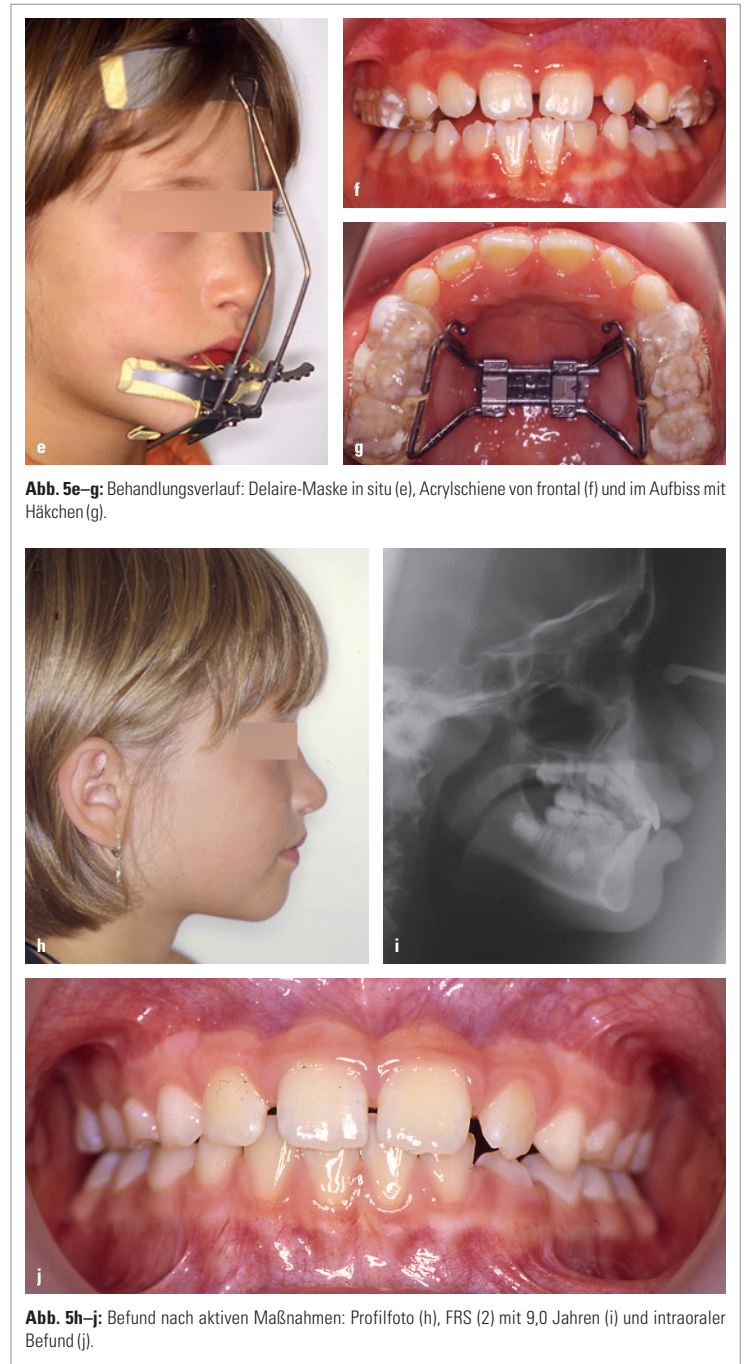 e
f
g
Abb. 5e–g: Behandlungsverlauf: Delaire-Maske in situ (e), Acrylschiene von frontal (f) und im Aufbiss mit
Häkchen (g).
h
i
j
Abb. 5h–j: Befund nach aktiven Maßnahmen: Profilfoto (h), FRS (2) mit 9,0 Jahren (i) und intraoraler
Befund (j).